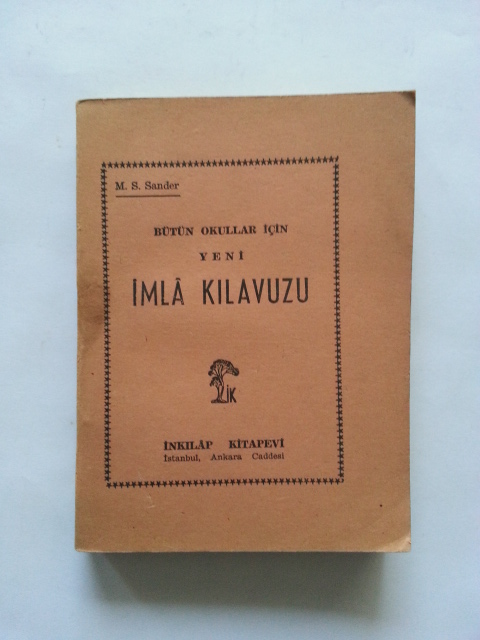 M. S. Sander
BÜTÜN OKULLAR İÇİN
YENİ
İMLÂ KILAVUZU
İK
İNKILÂP KİTAPEVİ
İstanbul, Ankara Caddesi